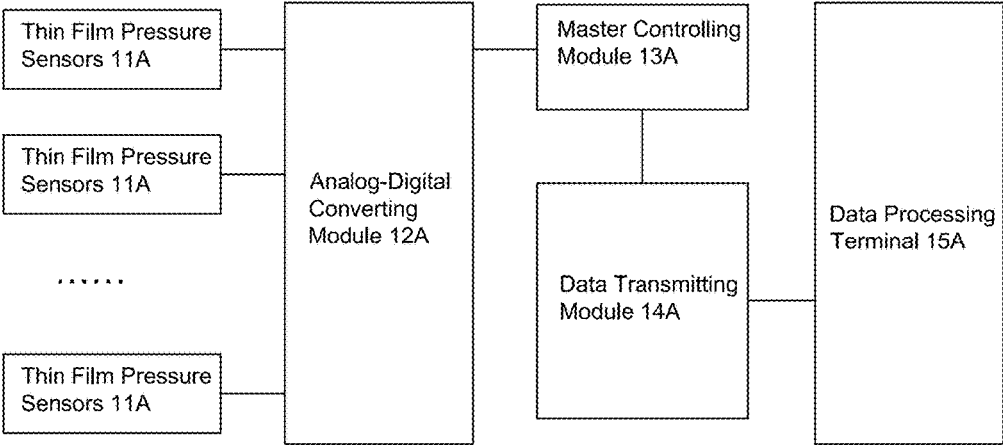 Thin Film Pressure
Sensors 11A
Thin Film Pressure
Sensors 11A
......
Thin Film Pressure
Sensors 11A
Analog-Digital
Converting
Module 12A
Master Controlling
Module 13A
Data Transmitting
Module 14A
Data Processing
Terminal 15A